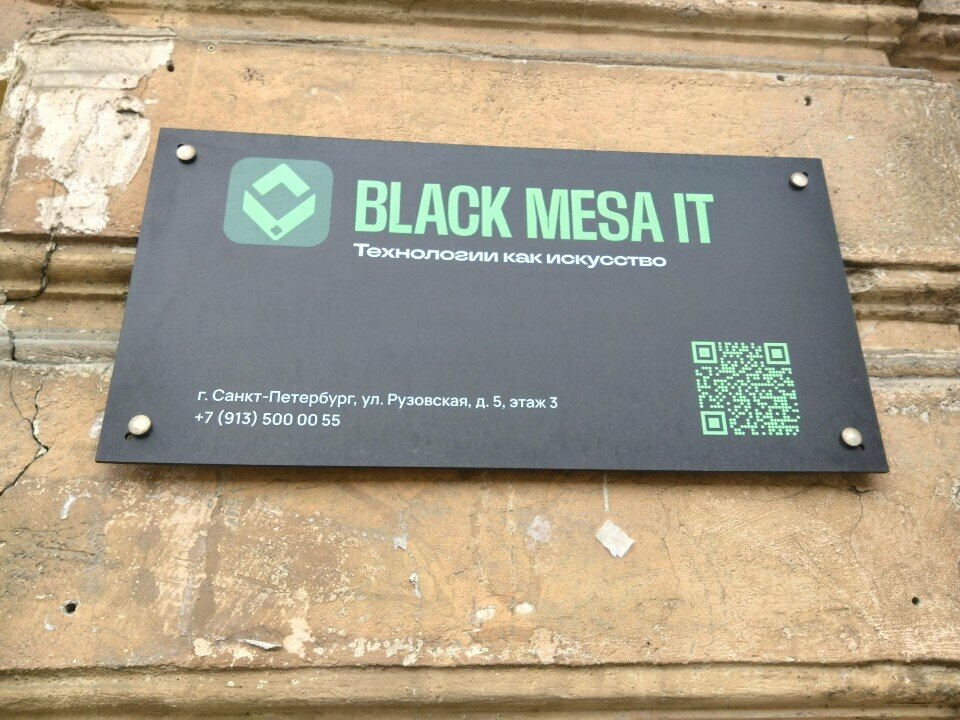 BLACK MESA IT
Технологии как искусство
г. Санкт-Петербург, ул. Рузовская, д. 5, этаж 3
+7 (913) 500 00 55